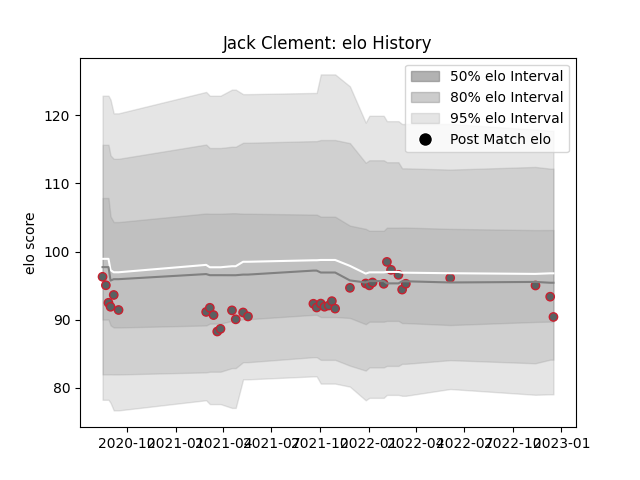 Jack Clement: elo History
50% elo Interval
80% elo Interval
95% elo Interval
Post Match elo
elo score
120
110
100
90
80
2020-10 2021-01 2021-04 2021-07 2021-10 2022-01 2022-04 2022-07 2022-10 2023-01